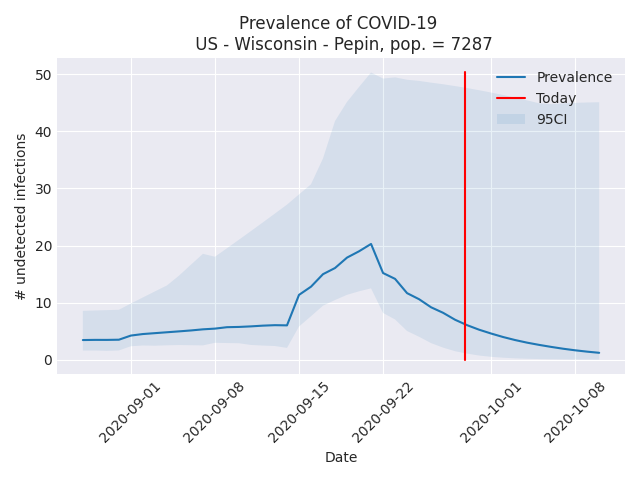 Prevalence of COVID-19
US - Wisconsin - Pepin, pop. = 7287
Prevalence
Today
95CI
# undetected infections
50
40
30
20
10
0
2020-09-01
2020-09-08
2020-09-15
2020-09-22
2020-10-01
2020-10-08
Date